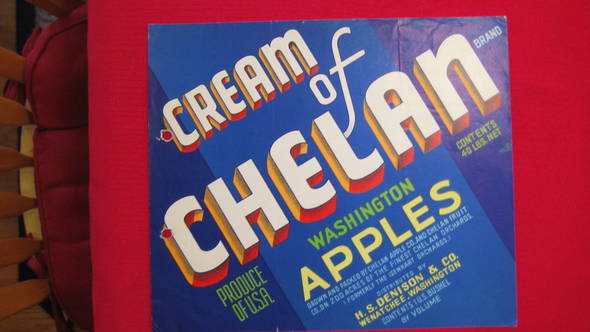 CREAM
of
CHELAN
BRAND
CONTENTS
40 LBS. NET
WASHINGTON
APPLES
PRODUCE
OF U.S.A.
GROWN AND PACKED BY CHELAN APPLE CO. AND CHELAN FRUIT
CO. ON 200 ACRES OF THE FINEST CHELAN ORCHARDS
(FORMERLY THE ISENHART ORCHARDS)
DISTRIBUTED BY
H. S. DENISON & CO.
WENATCHEE, WASHINGTON
CONTENTS 1 U.S. BUSHEL
BY VOLUME